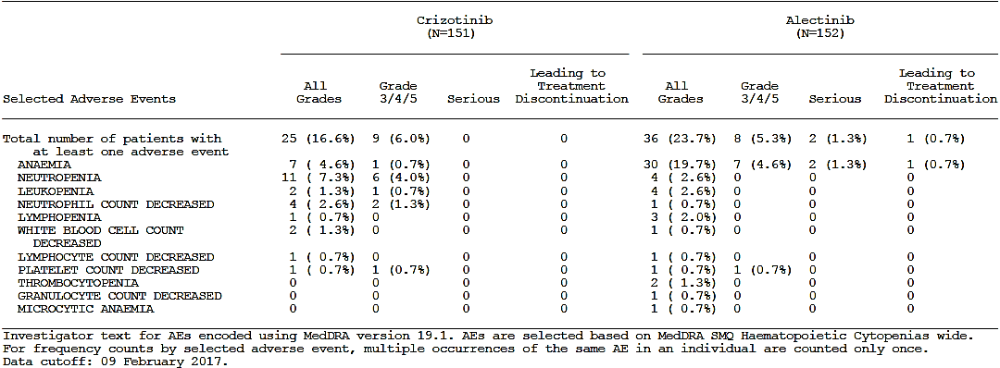 Crizotinib Alectinib
(N=151) (N=152)
Leading to Leading to
All Grade Treatment All Grade Treatment
Selected Adverse Events Grades 3/4/5 Serious Discontinuation Grades 3/4/5 Serious Discontinuation
Total number of patients with 25 (16.6%) 9 (6.0%) 0 0 36 (23.7%) 8 (5.3%) 2 (1.3%) 1 (0.7%)
at least one adverse event
ANAEMIA 7 ( 4.6%) 1 (0.7%) 0 0 30 (19.7%) 7 (4.6%) 2 (1.3%) 1 (0.7%)
NEUTROPENIA 11 ( 7.3%) 6 (4.0%) 0 0 4 ( 2.6%) 0 0 0
LEUKOPENIA 2 ( 1.3%) 1 (0.7%) 0 0 4 ( 2.6%) 0 0 0
NEUTROPHIL COUNT DECREASED 4 ( 2.6%) 2 (1.3%) 0 0 1 ( 0.7%) 0 0 0
LYMPHOPENIA 1 ( 0.7%) 0 0 0 3 ( 2.0%) 0 0 0
WHITE BLOOD CELL COUNT 2 ( 1.3%) 0 0 0 1 ( 0.7%) 0 0 0
DECREASED
LYMPHOCYTE COUNT DECREASED 1 ( 0.7%) 0 0 0 1 ( 0.7%) 0 0 0
PLATELET COUNT DECREASED 1 ( 0.7%) 1 (0.7%) 0 0 1 ( 0.7%) 1 (0.7%) 0 0
THROMBOCYTOPENIA 0 0 0 0 2 ( 1.3%) 0 0 0
GRANULOCYTE COUNT DECREASED 0 0 0 0 1 ( 0.7%) 0 0 0
MICROCYTIC ANAEMIA 0 0 0 0 1 ( 0.7%) 0 0 0
Investigator text for AEs encoded using MedDRA version 19.1. AEs are selected based on MedDRA SMQ Haematopoietic Cytopenias wide.
For frequency counts by selected adverse event, multiple occurrences of the same AE in an individual are counted only once.
Data cutoff: 09 February 2017.